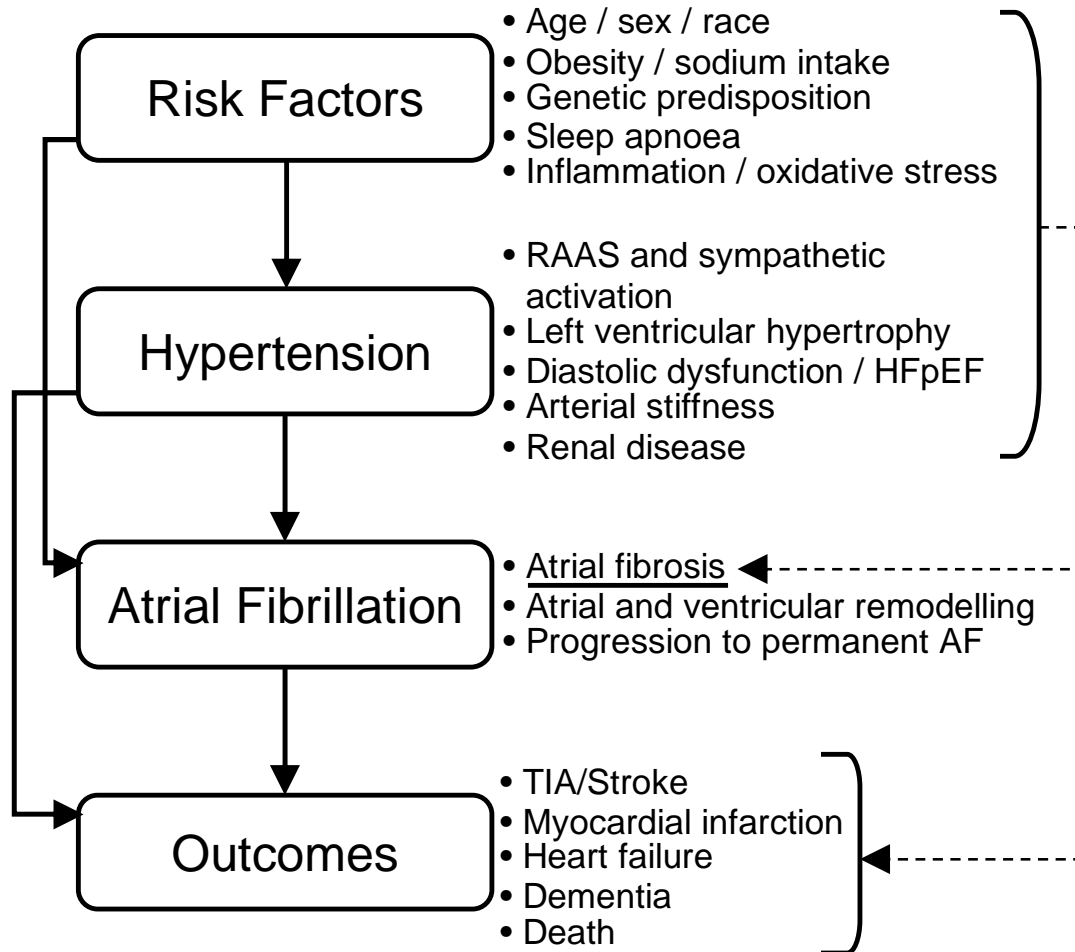 Risk Factors
• Age / sex / race
• Obesity / sodium intake
• Genetic predisposition
• Sleep apnoea
• Inflammation / oxidative stress
Hypertension
• RAAS and sympathetic
activation
• Left ventricular hypertrophy
• Diastolic dysfunction / HFpEF
• Arterial stiffness
• Renal disease
Atrial Fibrillation
• Atrial fibrosis
• Atrial and ventricular remodelling
• Progression to permanent AF
Outcomes
• TIA/Stroke
• Myocardial infarction
• Heart failure
• Dementia
• Death